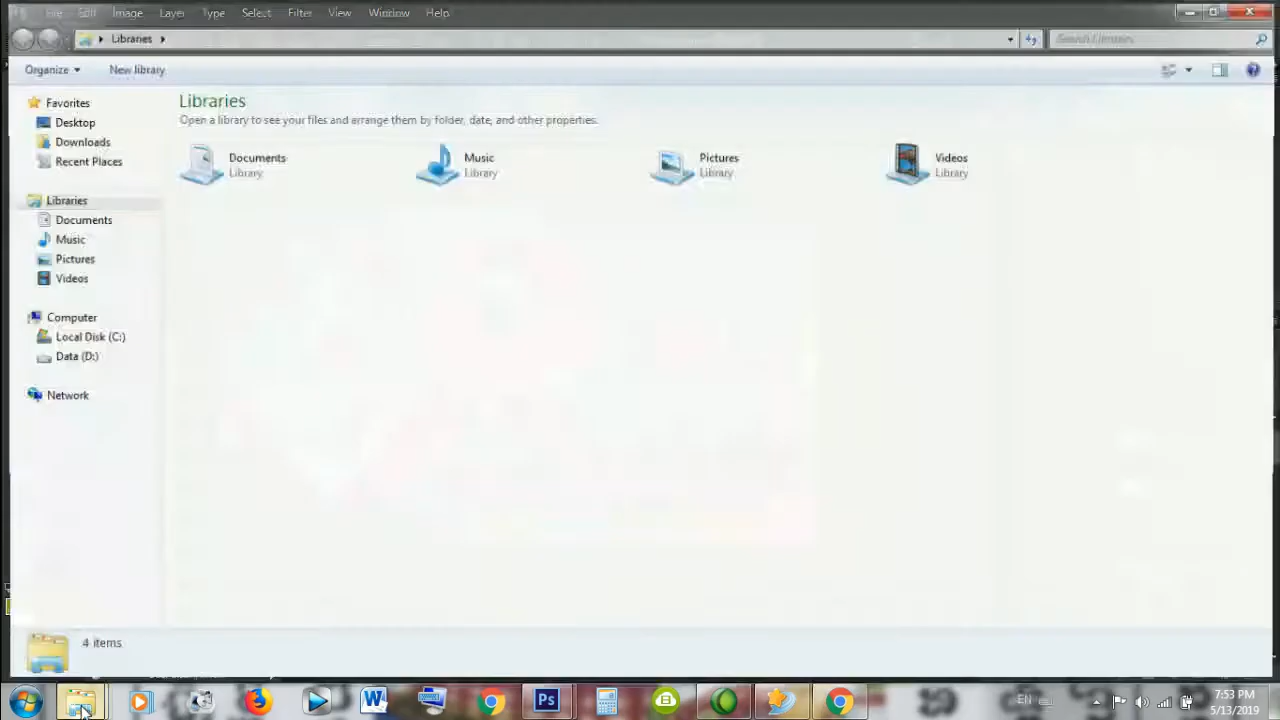 File Edit Image Layer Type Select Filter View Window Help
Libraries
Search Libraries
Organize New library
Favorites
Desktop
Downloads
Recent Places
Libraries
Documents
Music
Pictures
Videos
Computer
Local Disk (C:)
Data (D:)
Network
Libraries
Open a library to see your files and arrange them by folder, date, and other properties.
Documents
Library
Music
Library
Pictures
Library
Videos
Library
4 items
W
Ps
EN
7:53 PM
5/13/2019